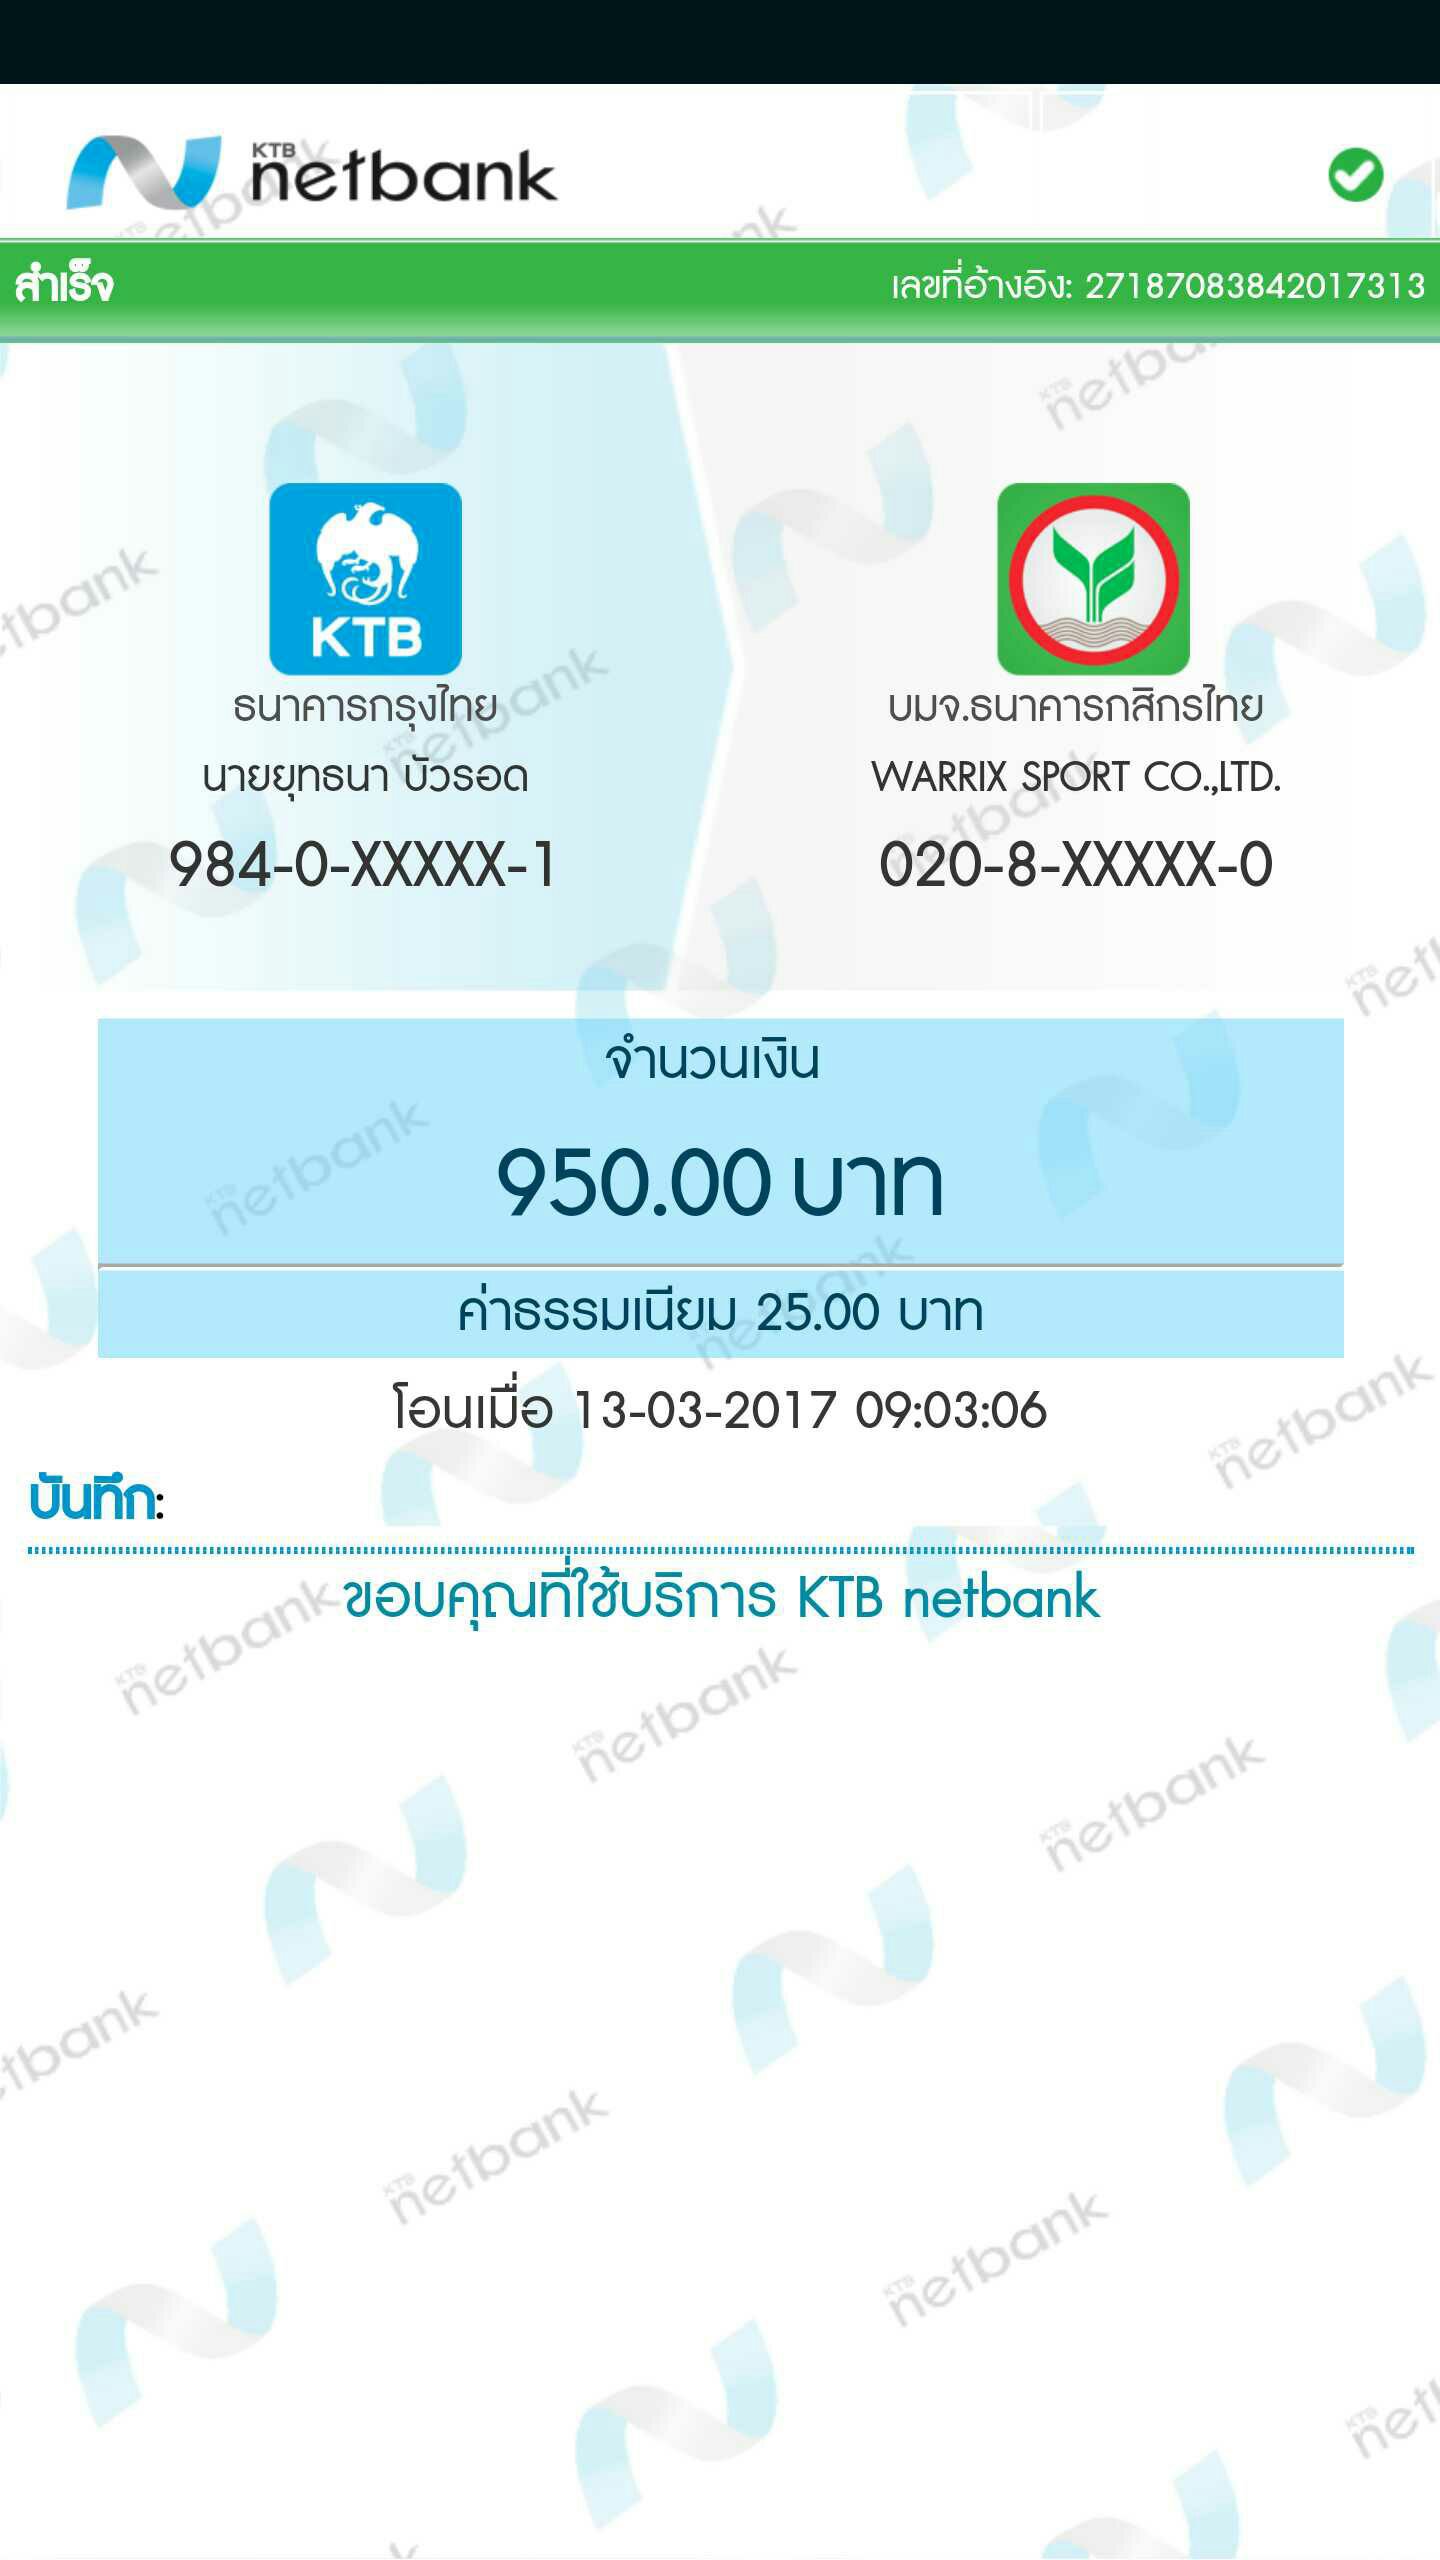 KTB
netbank
สำเร็จ
เลขที่อ้างอิง: 27187083842017313
KTB
ธนาคารกรุงไทย
นายยุทธนา บัวรอด
984-0-XXXXX-1
บมจ.ธนาคารกสิกรไทย
WARRIX SPORT CO.,LTD.
020-8-XXXXX-0
จำนวนเงิน
950.00 บาท
ค่าธรรมเนียม 25.00 บาท
โอนเมื่อ 13-03-2017 09:03:06
บันทึก:
ขอบคุณที่ใช้บริการ KTB netbank